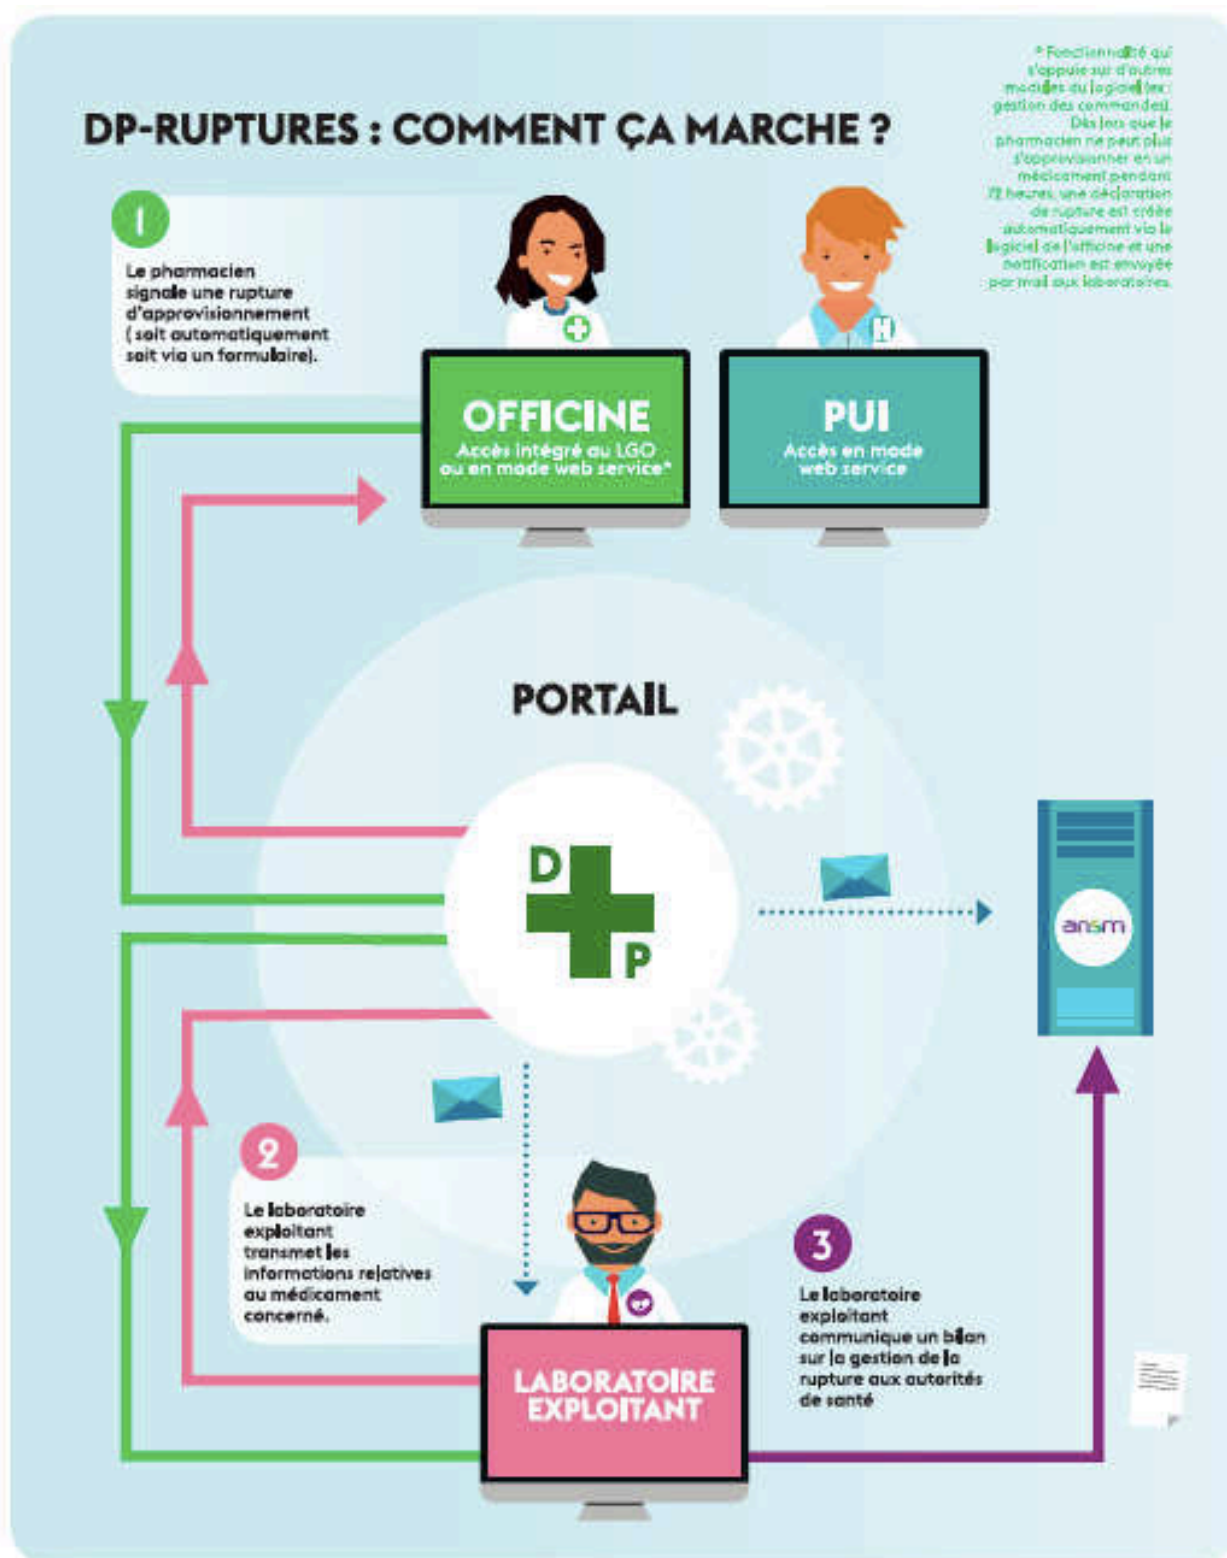 DP-RUPTURES : COMMENT ÇA MARCHE ?
* Fonctionnalité qui
s'appuie sur d'autres
modules du logiciel (ex :
gestion des commandes).
Dès lors que le
pharmacien ne peut plus
s'approvisionner en un
médicament pendant
72 heures, une déclaration
de rupture est créée
automatiquement via le
logiciel de l'officine et une
notification est envoyée
par mail aux laboratoires.
1
Le pharmacien
signale une rupture
d'approvisionnement
( soit automatiquement
soit via un formulaire).
H
OFFICINE
Accès intégré au LGO
ou en mode web service*
PUI
Accès en mode
web service
PORTAIL
D
P
ansm
2
Le laboratoire
exploitant
transmet les
informations relatives
au médicament
concerné.
3
Le laboratoire
exploitant
communique un bilan
sur la gestion de la
rupture aux autorités
de santé
LABORATOIRE
EXPLOITANT